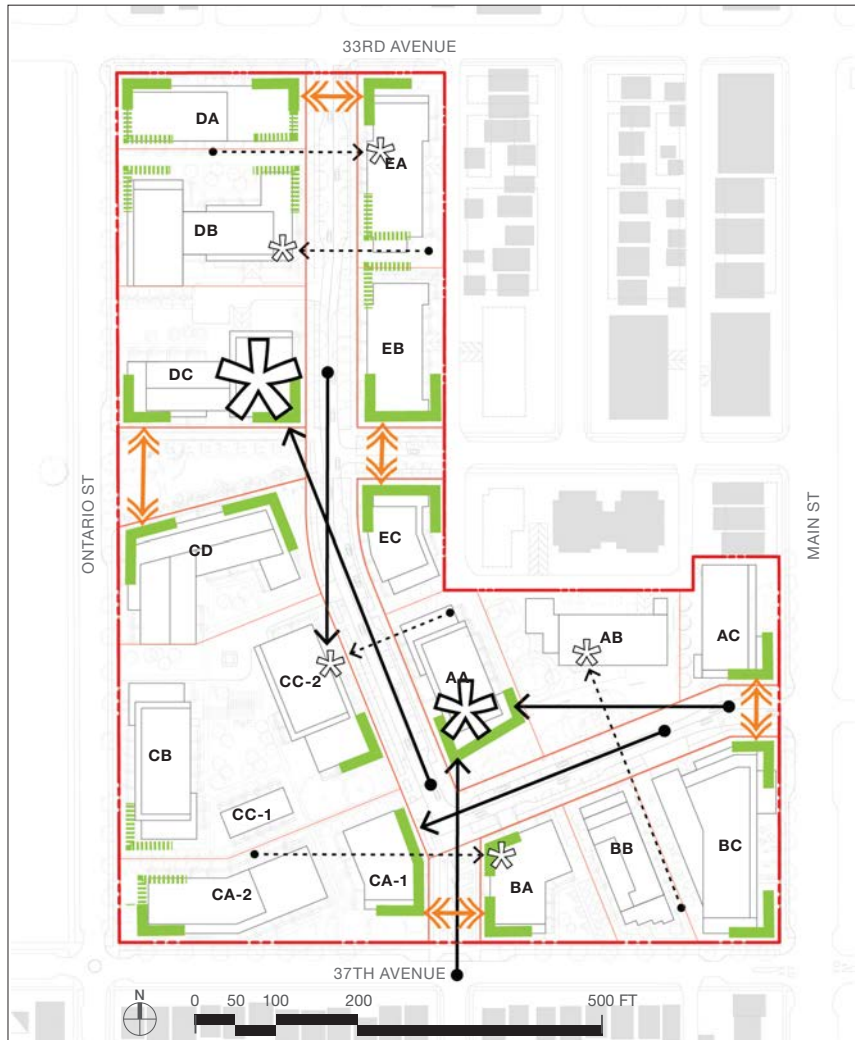 33RD AVENUE
DA
EA
DB
EB
DC
ONTARIO ST
MAIN ST
EC
CD
AB
AC
CC-2
AA
CB
CC-1
BB
BC
CA-1
BA
CA-2
37TH AVENUE
N
0 50 100 200 500 FT